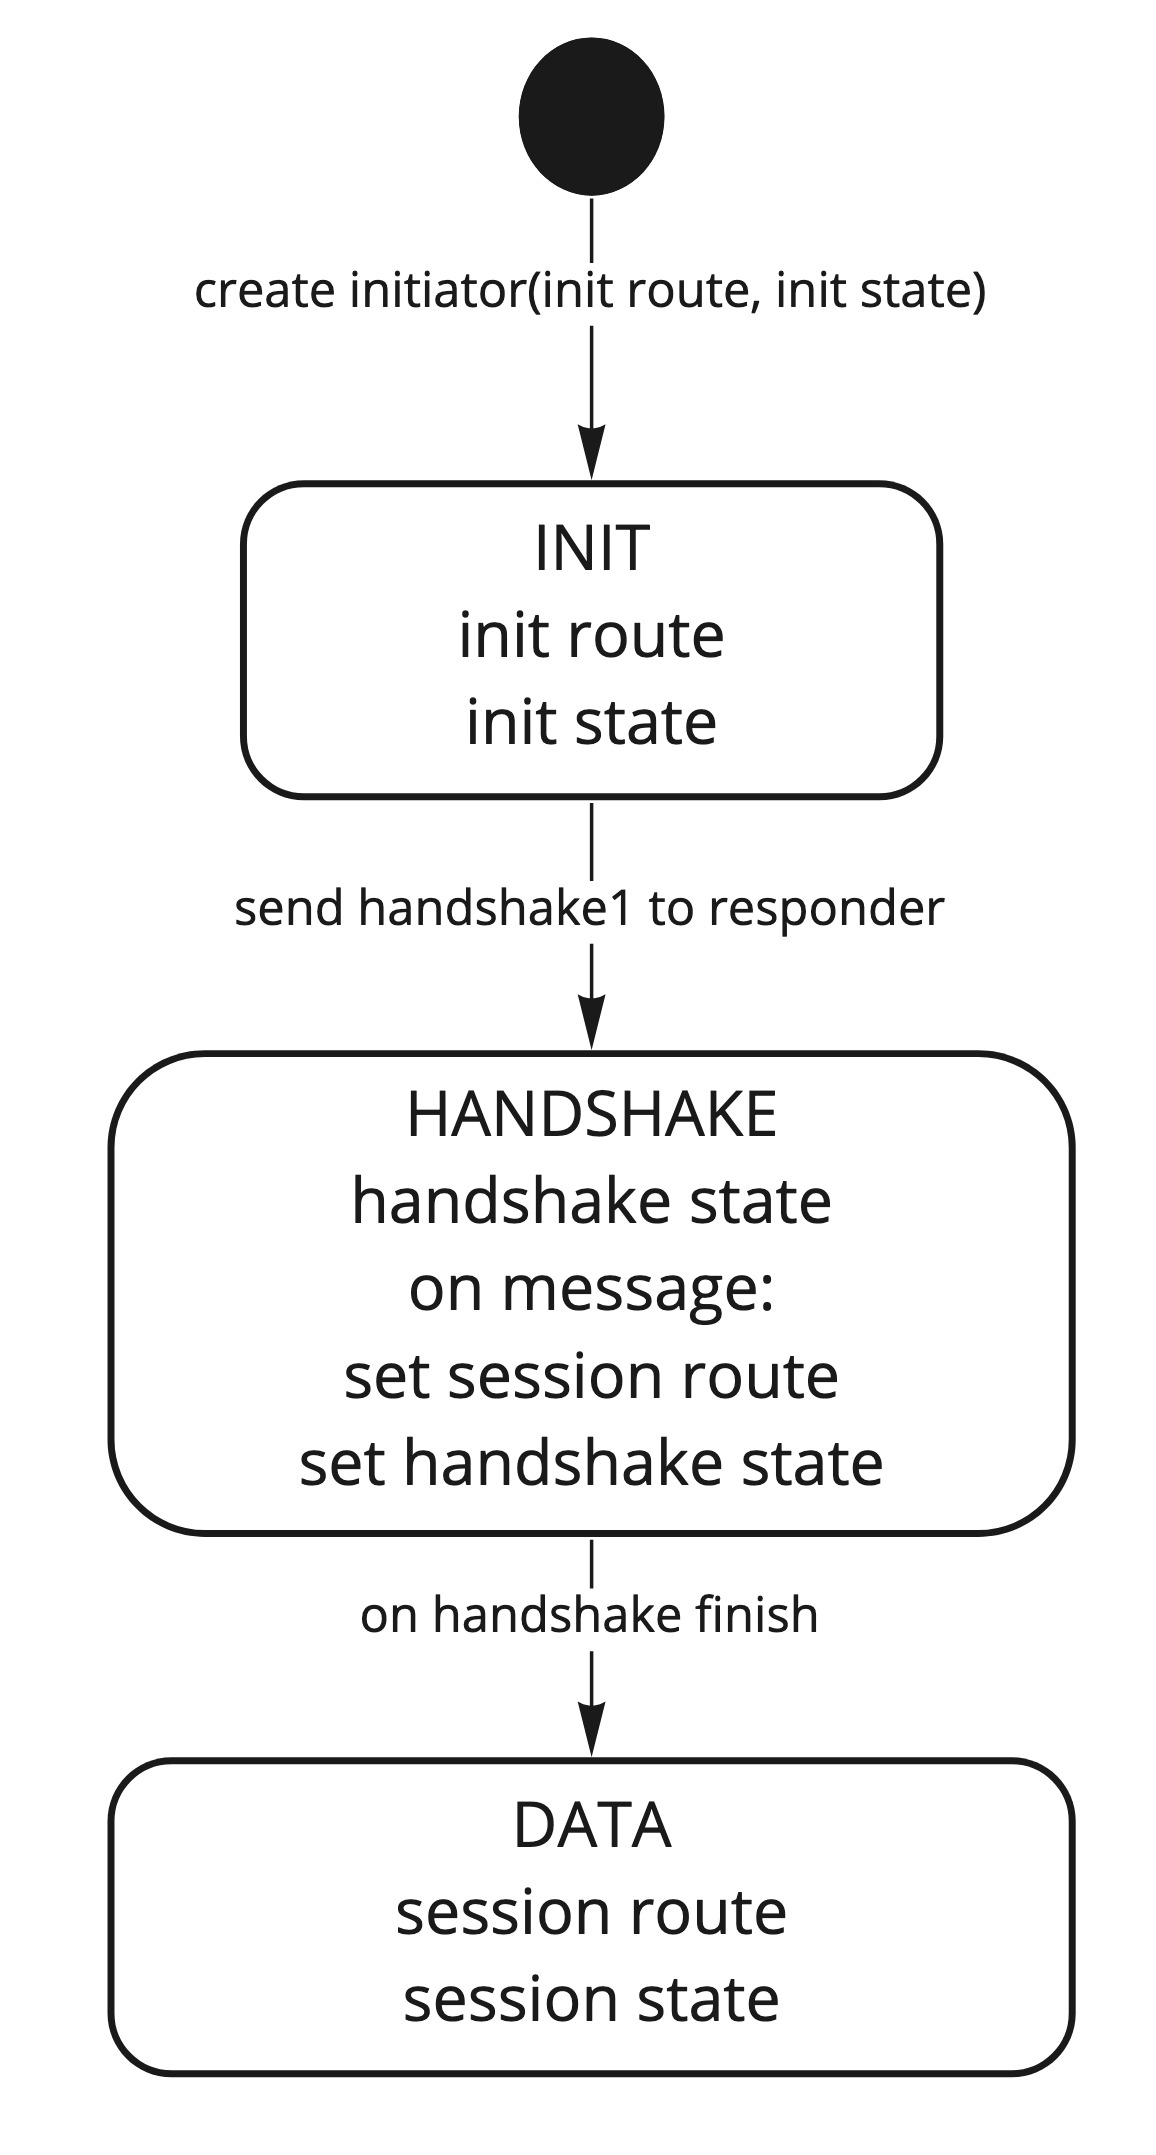 create initiator(init route, init state)
INIT
init route
init state
send handshake1 to responder
HANDSHAKE
handshake state
on message:
set session route
set handshake state
on handshake finish
DATA
session route
session state